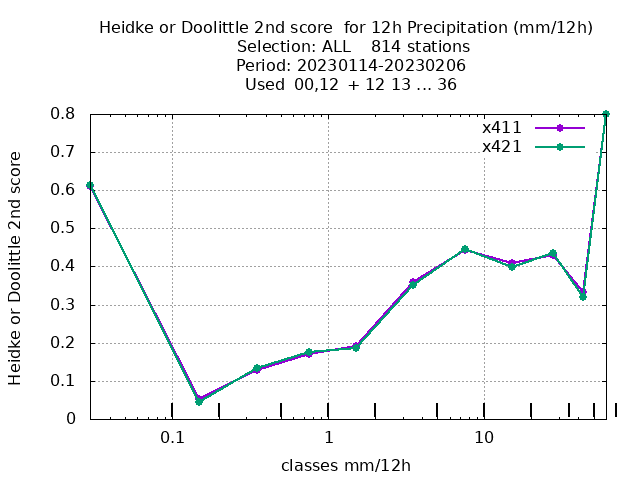 Heidke or Doolittle 2nd score  for 12h Precipitation (mm/12h)
Selection: ALL    814 stations
Period: 20230114-20230206
Used  00,12  + 12 13 ... 36
x411
x421
Heidke or Doolittle 2nd score
0.8
0.7
0.6
0.5
0.4
0.3
0.2
0.1
0
0.1 1 10
classes mm/12h